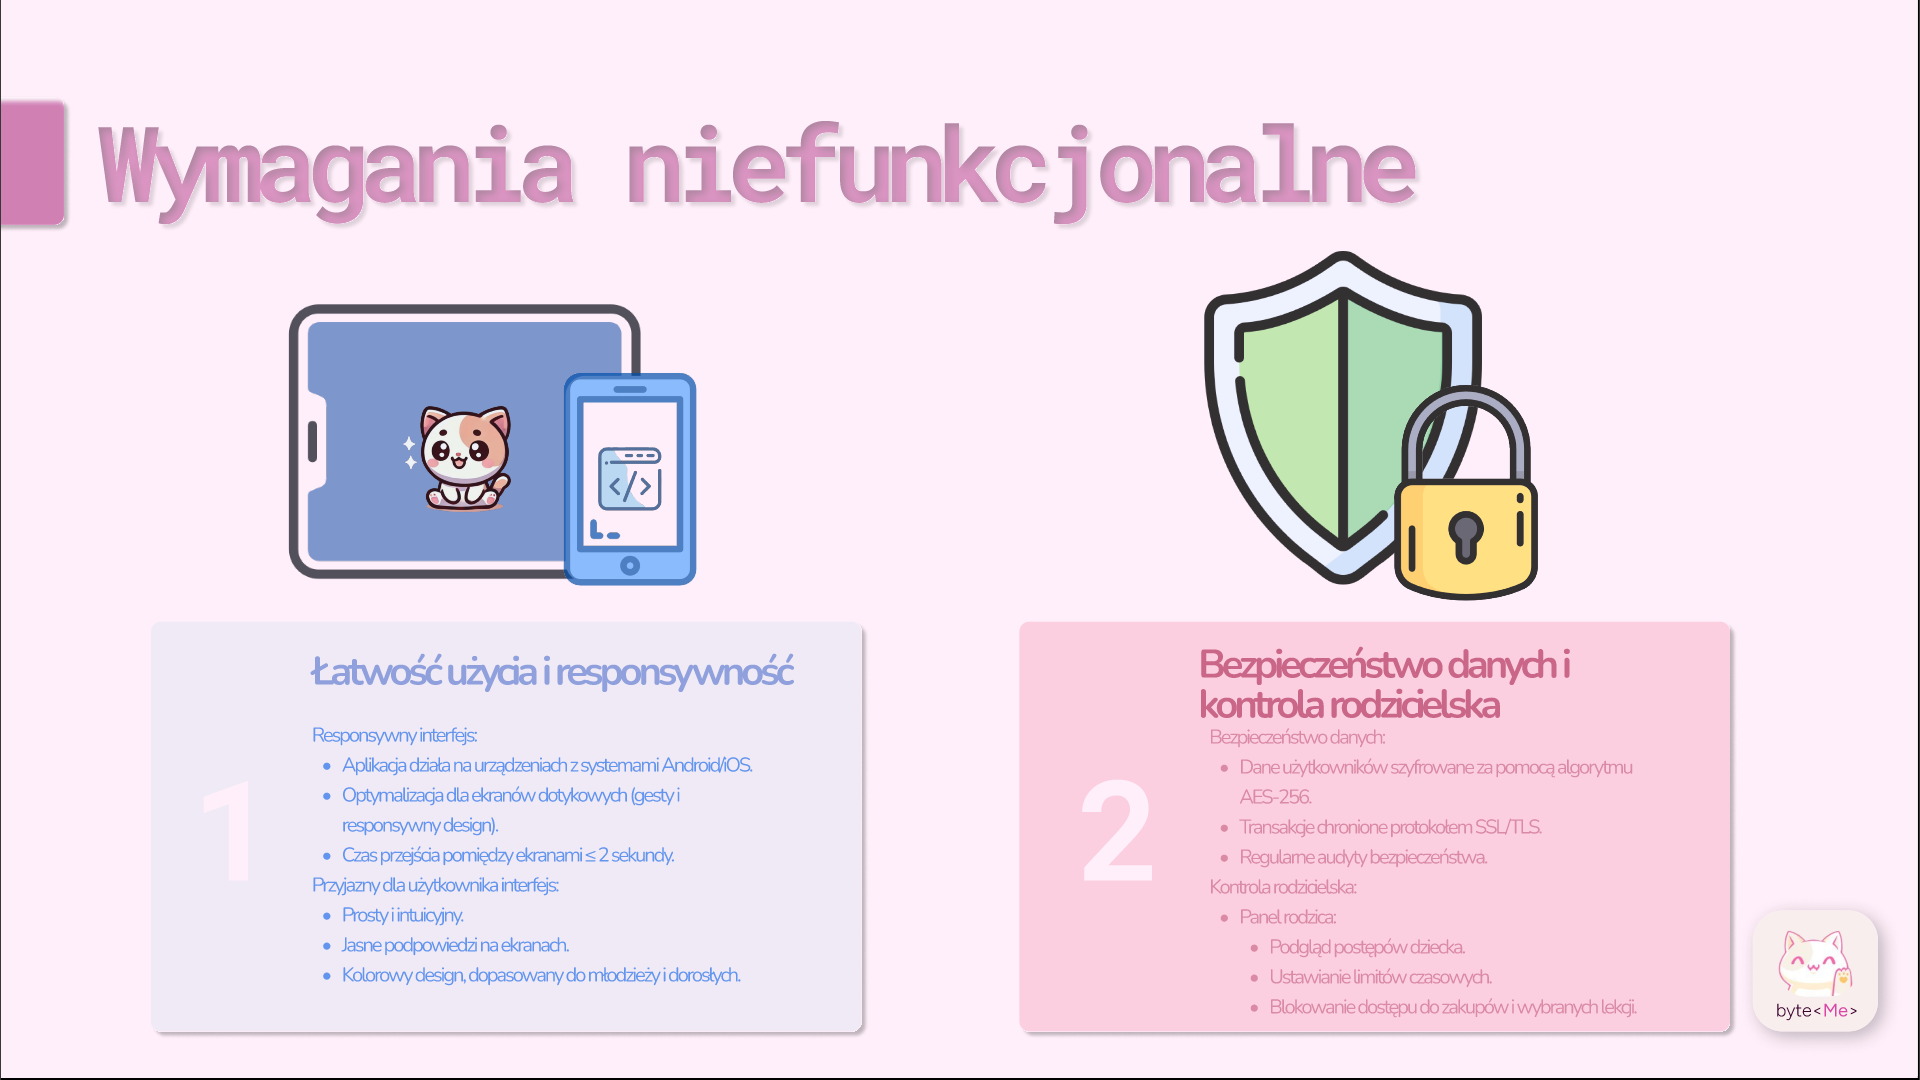 Wymagania niefunkcjonalne
</>
1
Łatwość użycia i responsywność
Responsywny interfejs:
• Aplikacja działa na urządzeniach z systemami Android/iOS.
• Optymalizacja dla ekranów dotykowych (gesty i
responsywny design).
• Czas przejścia pomiędzy ekranami ≤ 2 sekundy.
Przyjazny dla użytkownika interfejs:
• Prosty i intuicyjny.
• Jasne podpowiedzi na ekranach.
• Kolorowy design, dopasowany do młodzieży i dorosłych.
2
Bezpieczeństwo danych i
kontrola rodzicielska
Bezpieczeństwo danych:
• Dane użytkowników szyfrowane za pomocą algorytmu
AES-256.
• Transakcje chronione protokołem SSL/TLS.
• Regularne audyty bezpieczeństwa.
Kontrola rodzicielska:
• Panel rodzica:
• Podgląd postępów dziecka.
• Ustawianie limitów czasowych.
• Blokowanie dostępu do zakupów i wybranych lekcji.
byte<Me>